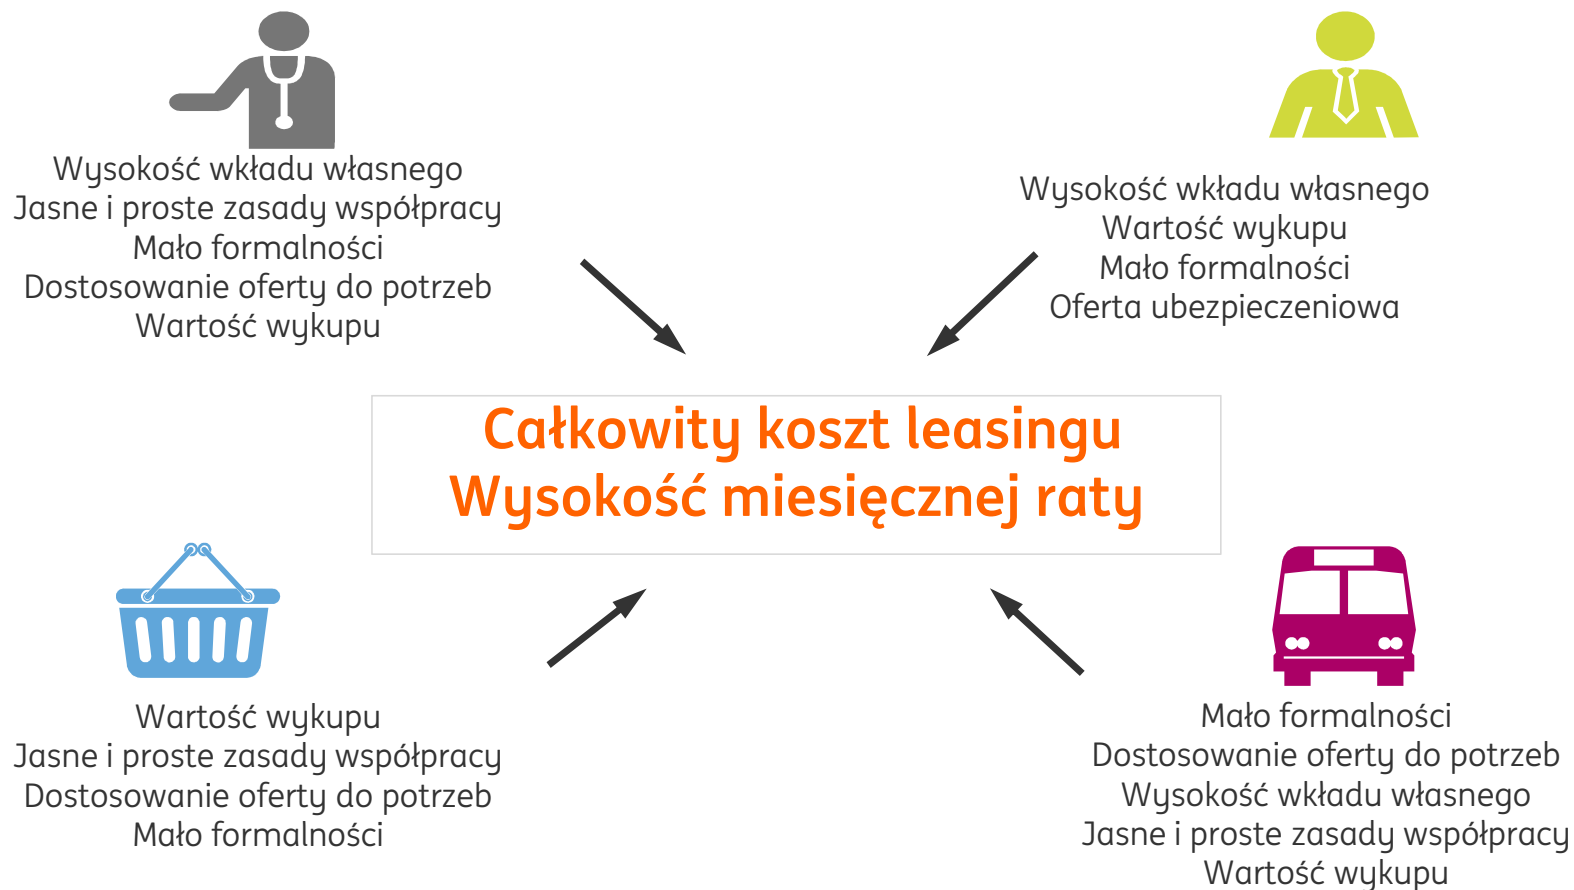 Wysokość wkładu własnego
Jasne i proste zasady współpracy
Mało formalności
Dostosowanie oferty do potrzeb
Wartość wykupu
Wysokość wkładu własnego
Wartość wykupu
Mało formalności
Oferta ubezpieczeniowa
Całkowity koszt leasingu
Wysokość miesięcznej raty
Wartość wykupu
Jasne i proste zasady współpracy
Dostosowanie oferty do potrzeb
Mało formalności
Mało formalności
Dostosowanie oferty do potrzeb
Wysokość wkładu własnego
Jasne i proste zasady współpracy
Wartość wykupu